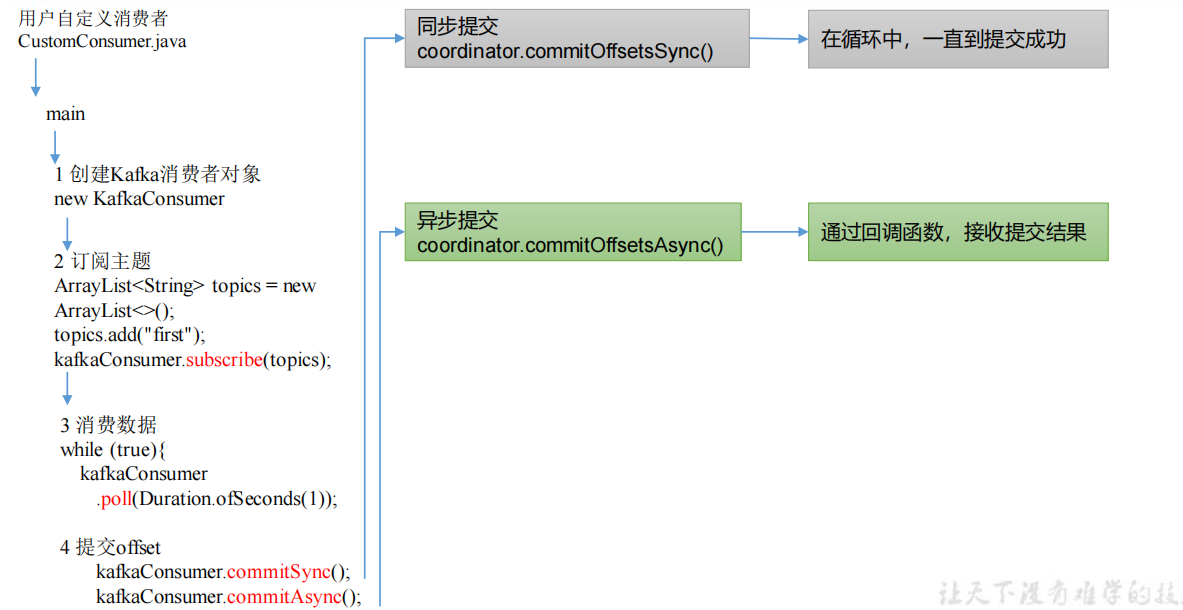 用户自定义消费者
CustomConsumer.java
main
1 创建Kafka消费者对象
new KafkaConsumer
2 订阅主题
ArrayList<String> topics = new
ArrayList<>();
topics.add("first");
kafkaConsumer.subscribe(topics);
3 消费数据
while (true){
kafkaConsumer
.poll(Duration.ofSeconds(1));
4 提交offset
kafkaConsumer.commitSync();
kafkaConsumer.commitAsync();
同步提交
coordinator.commitOffsetsSync()
在循环中，一直到提交成功
异步提交
coordinator.commitOffsetsAsync()
通过回调函数，接收提交结果
让天下没有难学的技